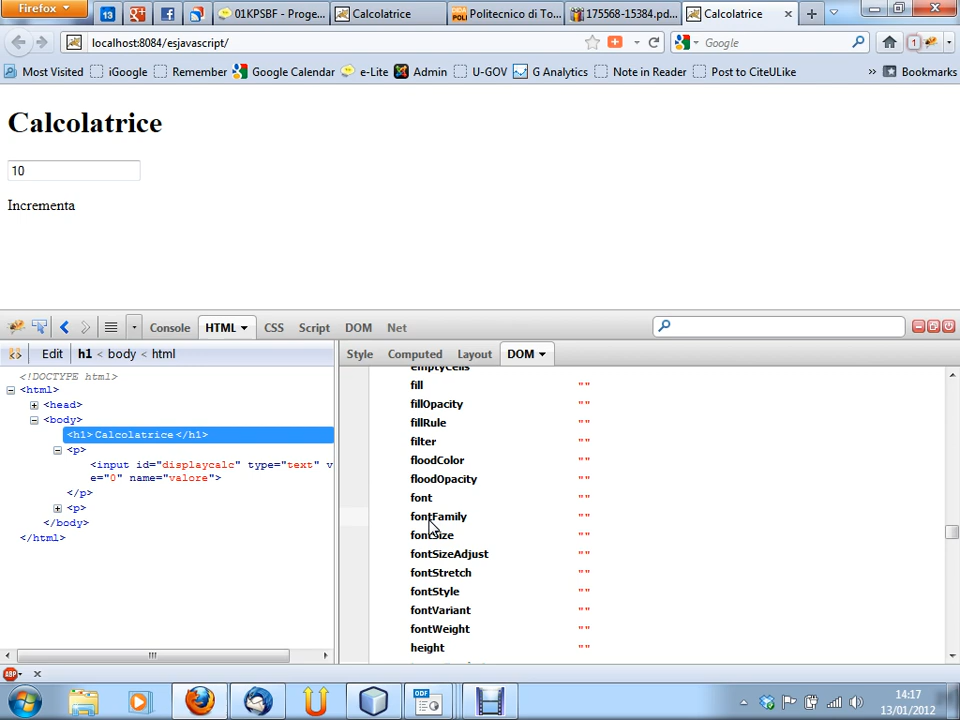 Firefox
13
01KPSBF - Proge...
Calcolatrice
Politecnico di To...
175568-15384.pd...
Calcolatrice
localhost:8084/esjavascript/
Google
1
Most Visited
iGoogle
Remember
Google Calendar
e-Lite
Admin
U-GOV
G Analytics
Note in Reader
Post to CiteULike
»
Bookmarks
Calcolatrice
10
Incrementa
Console
HTML
CSS
Script
DOM
Net
Edit
h1 < body < html
Style
Computed
Layout
DOM
<!DOCTYPE html>
<html>
<head>
<body>
<h1>Calcolatrice</h1>
<p>
<input id="displaycalc" type="text" v
e="0" name="valore">
</p>
<p>
</body>
</html>
emptyCells
fill ""
fillOpacity ""
fillRule ""
filter ""
floodColor ""
floodOpacity ""
font ""
fontFamily ""
fontSize ""
fontSizeAdjust ""
fontStretch ""
fontStyle ""
fontVariant ""
fontWeight ""
height ""
ABP
ODF
14:17
13/01/2012